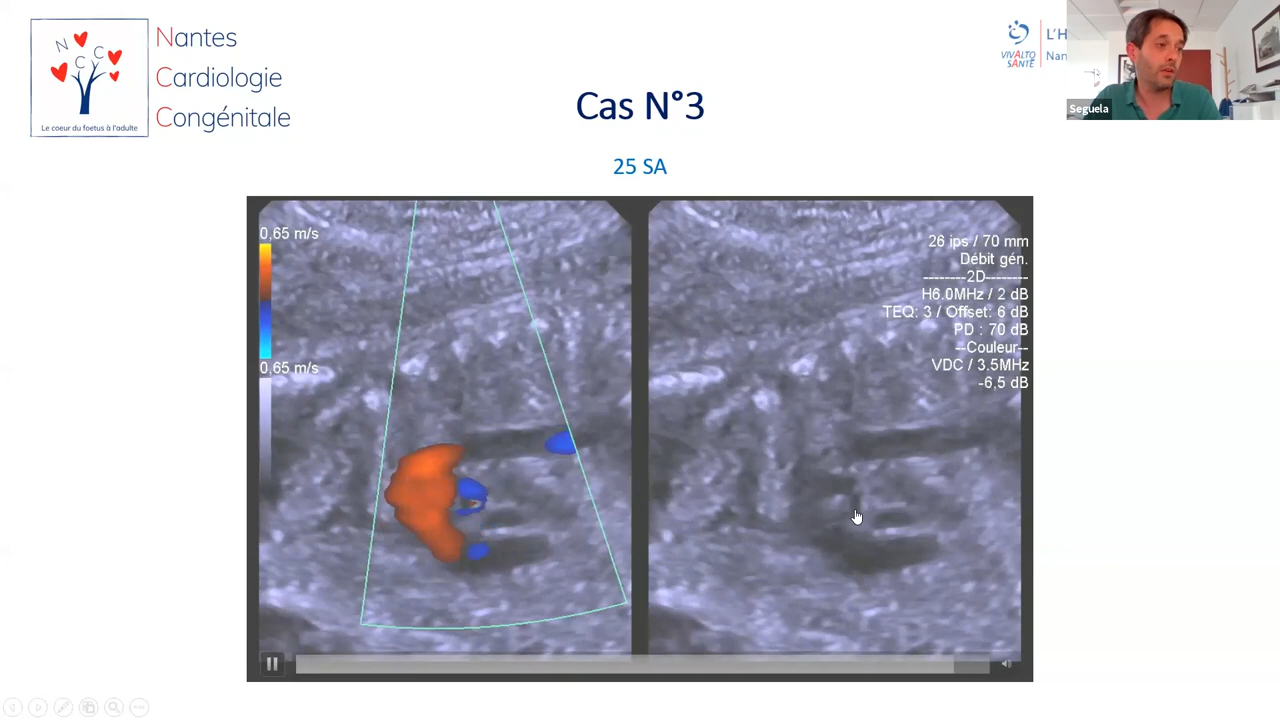 N
C
C
Le coeur du foetus à l'adulte
Nantes
Cardiologie
Congénitale
VIVALTO
SANTÉ
L'H
Nan
Seguela
Cas N°3
25 SA
0,65 m/s
0,65 m/s
26 ips / 70 mm
Débit gén.
--------2D--------
H6.0MHz / 2 dB
TEQ: 3 / Offset: 6 dB
PD : 70 dB
--Couleur--
VDC / 3.5MHz
-6,5 dB